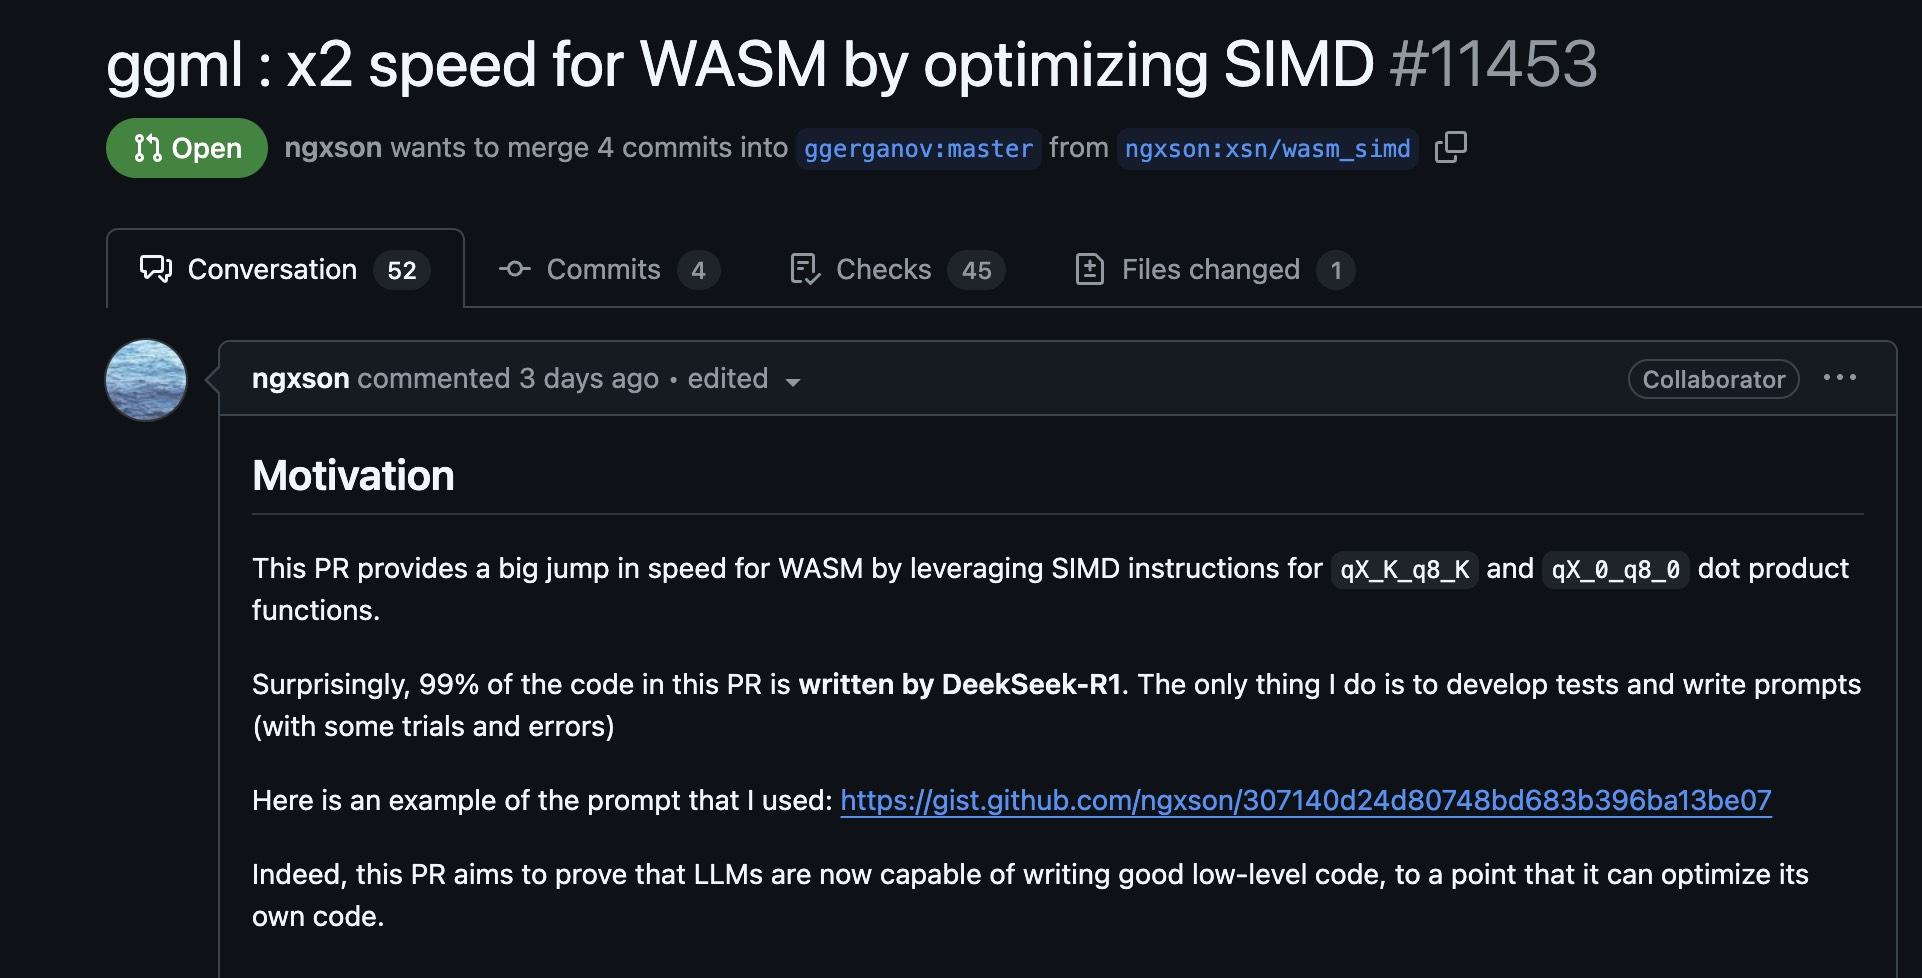 ggml : x2 speed for WASM by optimizing SIMD #11453
Open ngxson wants to merge 4 commits into ggerganov:master from ngxson:xsn/wasm_simd
Conversation 52 Commits 4 Checks 45 Files changed 1
ngxson commented 3 days ago • edited Collaborator
Motivation
This PR provides a big jump in speed for WASM by leveraging SIMD instructions for qX_K_q8_K and qX_0_q8_0 dot product
functions.
Surprisingly, 99% of the code in this PR is written by DeekSeek-R1. The only thing I do is to develop tests and write prompts
(with some trials and errors)
Here is an example of the prompt that I used: https://gist.github.com/ngxson/307140d24d80748bd683b396ba13be07
Indeed, this PR aims to prove that LLMs are now capable of writing good low-level code, to a point that it can optimize its
own code.